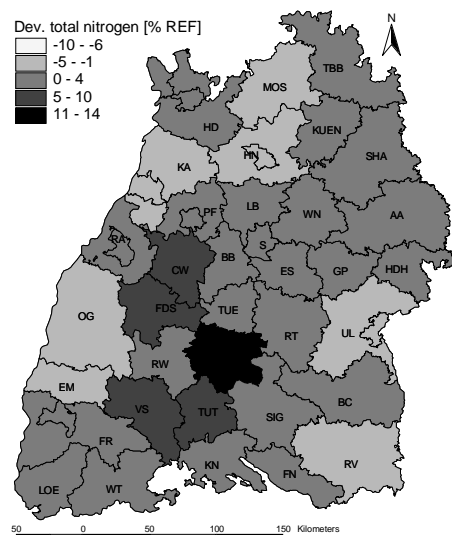 Dev. total nitrogen [% REF]
-10 - -6
-5 - -1
0 - 4
5 - 10
11 - 14
N
TBB
MOS
HD
KUEN
HN
KA
SHA
PF
LB
WN
AA
RA
S
CW
BB
ES
GP
HDH
FDS
TUE
OG
RT
UL
RW
EM
VS
TUT
SIG
BC
FR
KN
FN
RV
LOE
WT
50 0 50 100 150 Kilometers